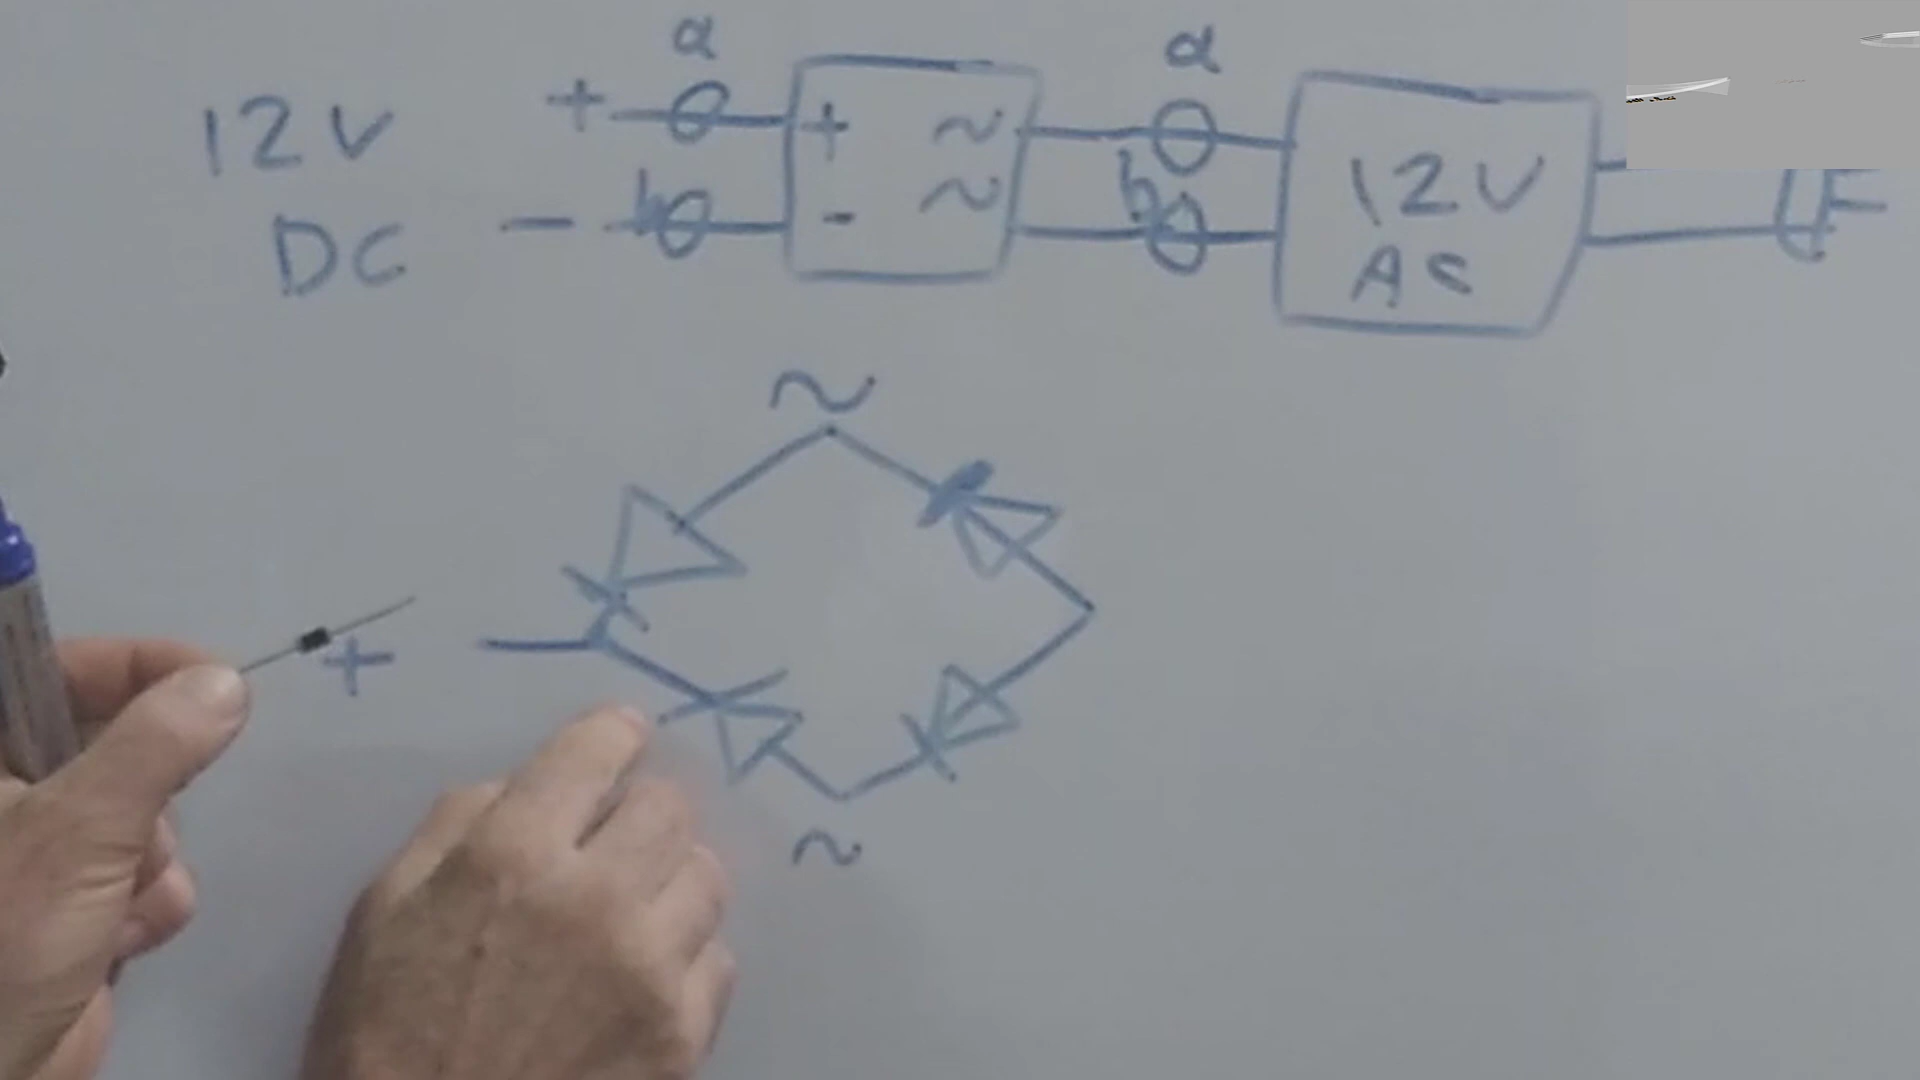 a a
12V + + ~ 12V
b ~ b
DC - - AC
~
+
~